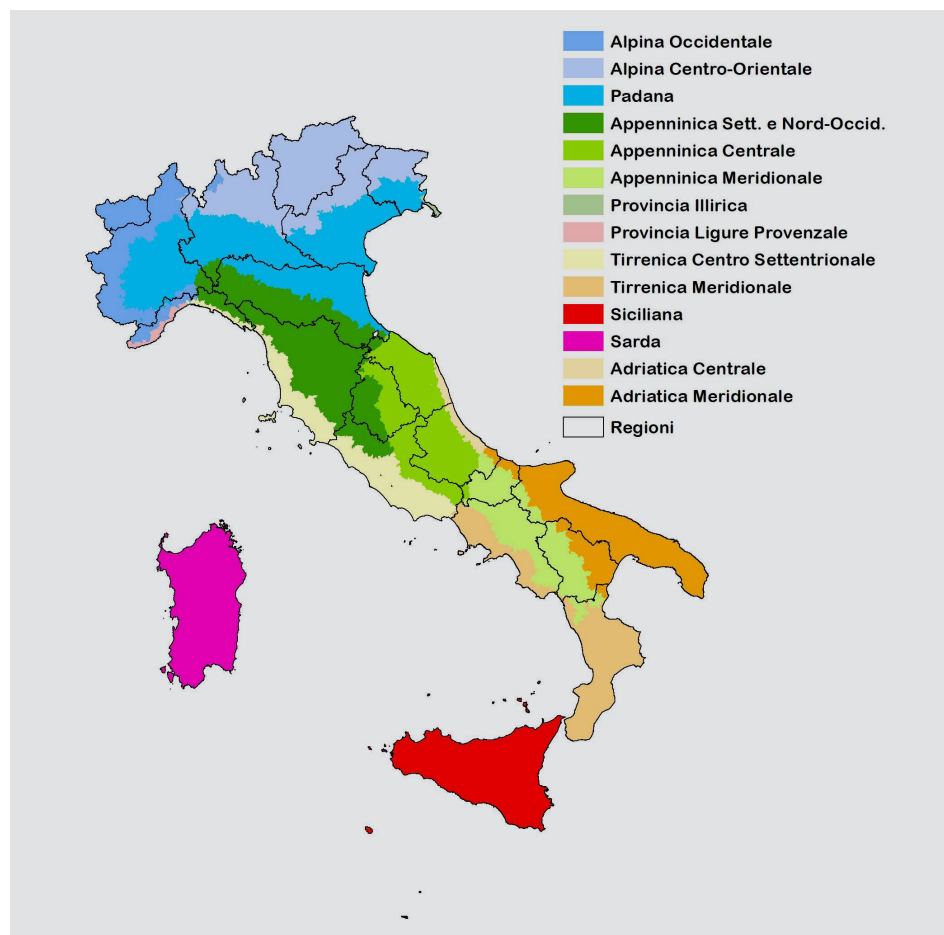 Alpina Occidentale
Alpina Centro-Orientale
Padana
Appenninica Sett. e Nord-Occid.
Appenninica Centrale
Appenninica Meridionale
Provincia Illirica
Provincia Ligure Provenzale
Tirrenica Centro Settentrionale
Tirrenica Meridionale
Siciliana
Sarda
Adriatica Centrale
Adriatica Meridionale
Regioni